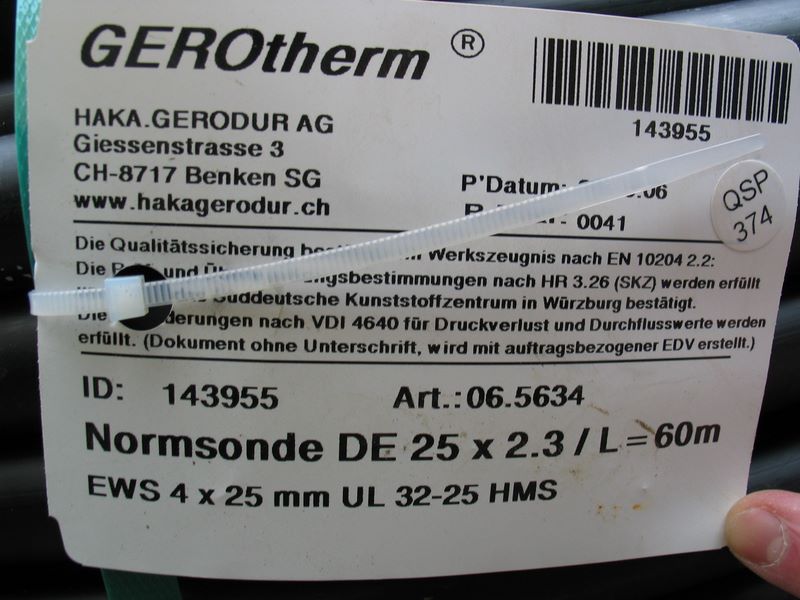 GEROtherm ®
143955
HAKA.GERODUR AG
Giessenstrasse 3
CH-8717 Benken SG
www.hakagerodur.ch
P'Datum: .06
0041
QSP
374
Die Qualitätssicherung Werkszeugnis nach EN 10204 2.2:
Die und nach HR 3.26 (SKZ) werden erfüllt
Süddeutsche Kunststoffzentrum in Würzburg bestätigt.
Die nach VDI 4640 für Druckverlust und Durchflusswerte werden
erfüllt. (Dokument ohne Unterschrift, wird mit auftragsbezogener EDV erstellt.)
ID: 143955 Art.: 06.5634
Normsonde DE 25 x 2.3 / L = 60m
EWS 4 x 25 mm UL 32-25 HMS